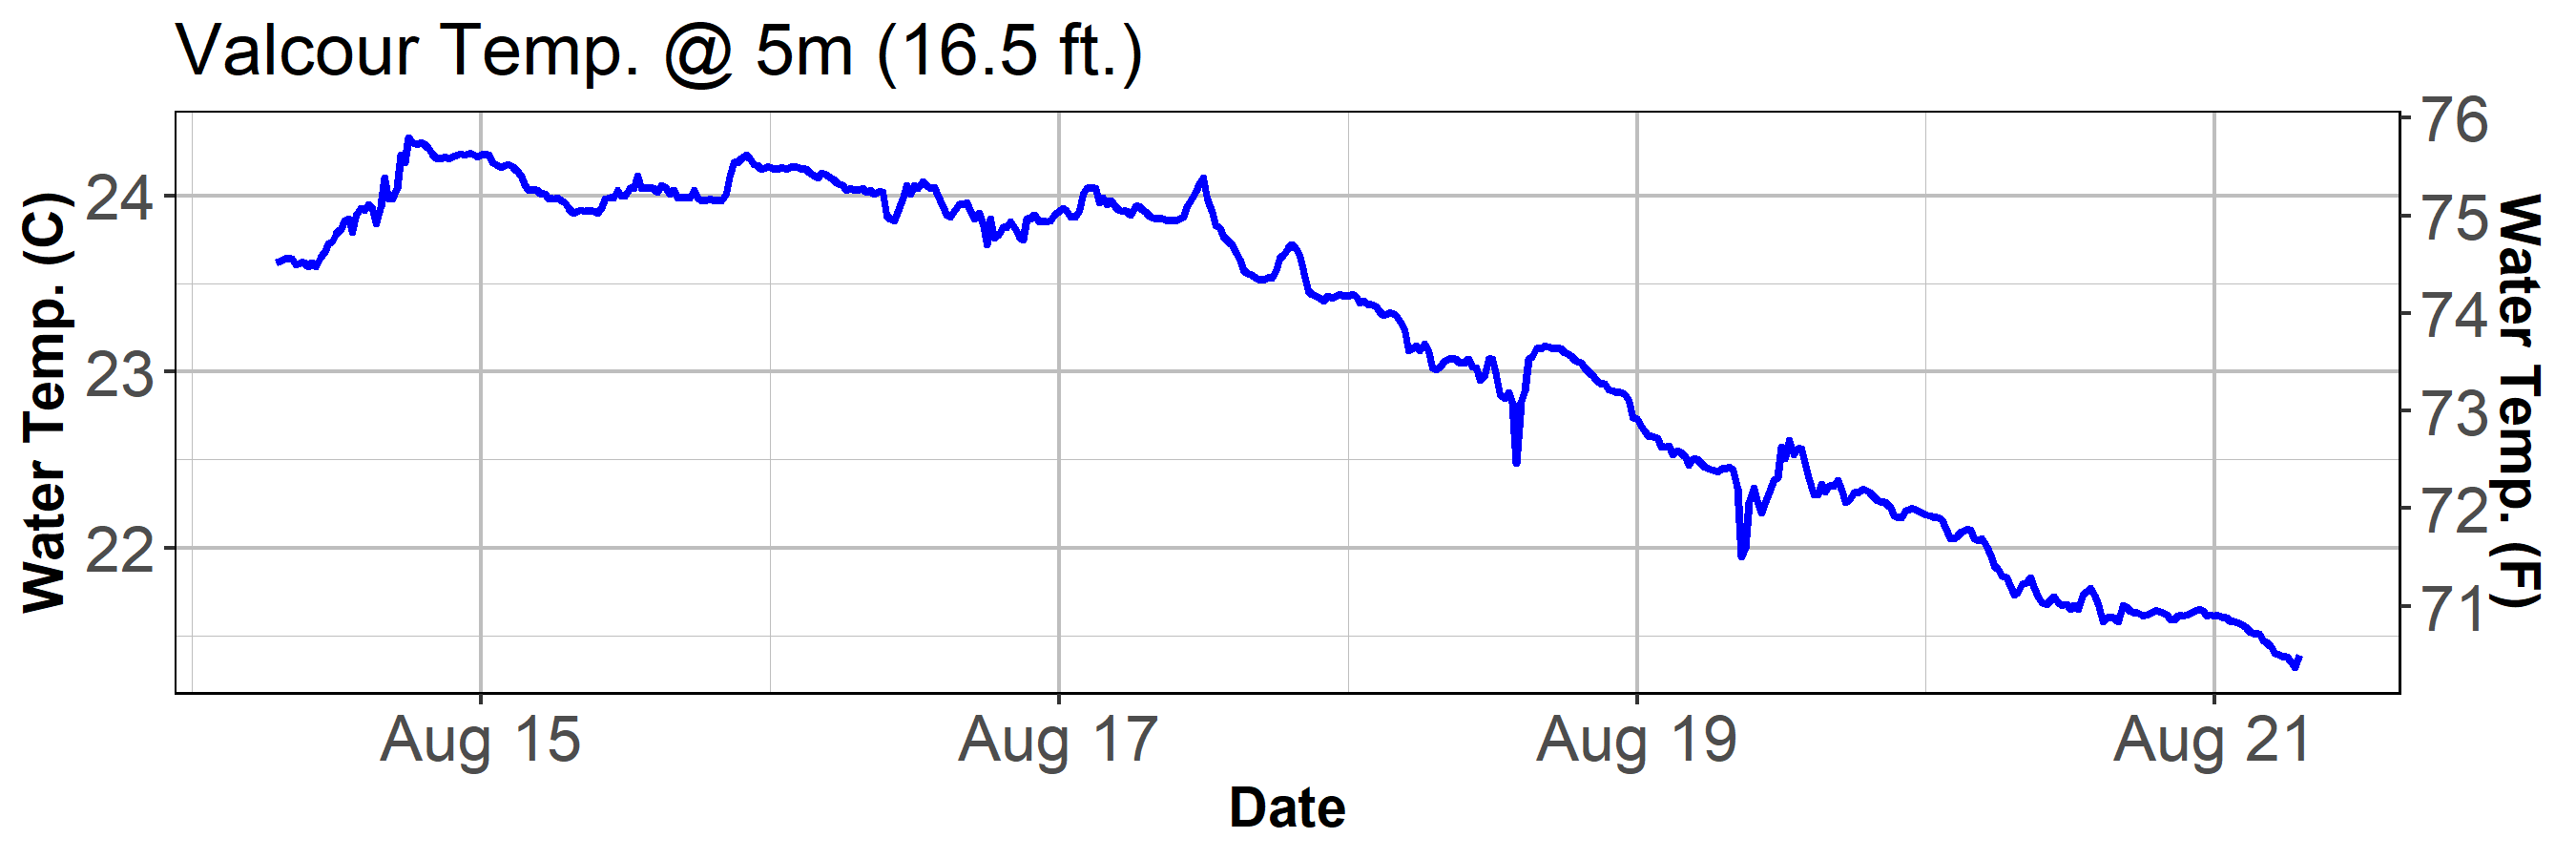 Valcour Temp. @ 5m (16.5 ft.)
Water Temp. (C)
24
23
22
76
75
74
73
72
71
Water Temp. (F)
Aug 15 Aug 17 Aug 19 Aug 21
Date